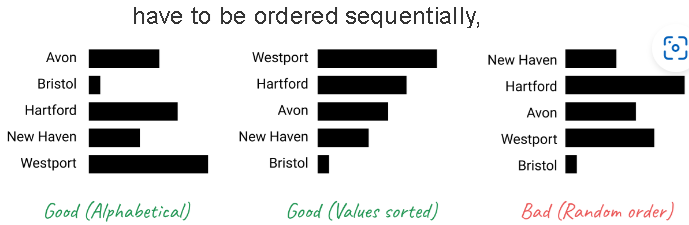 have to be ordered sequentially,
Avon
Bristol
Hartford
New Haven
Westport
Good (Alphabetical)
Westport
Hartford
Avon
New Haven
Bristol
Good (Values sorted)
New Haven
Hartford
Avon
Westport
Bristol
Bad (Random order)